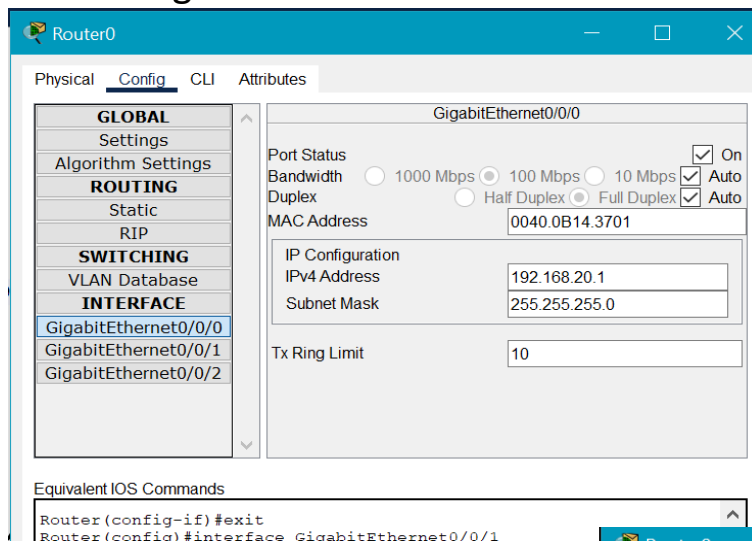 Router0
Physical Config CLI Attributes
GLOBAL
Settings
Algorithm Settings
ROUTING
Static
RIP
SWITCHING
VLAN Database
INTERFACE
GigabitEthernet0/0/0
GigabitEthernet0/0/1
GigabitEthernet0/0/2
GigabitEthernet0/0/0
Port Status On
Bandwidth 1000 Mbps 100 Mbps 10 Mbps Auto
Duplex Half Duplex Full Duplex Auto
MAC Address 0040.0B14.3701
IP Configuration
IPv4 Address 192.168.20.1
Subnet Mask 255.255.255.0
Tx Ring Limit 10
Equivalent IOS Commands
Router(config-if)#exit
Router(config)#interface GigabitEthernet0/0/1